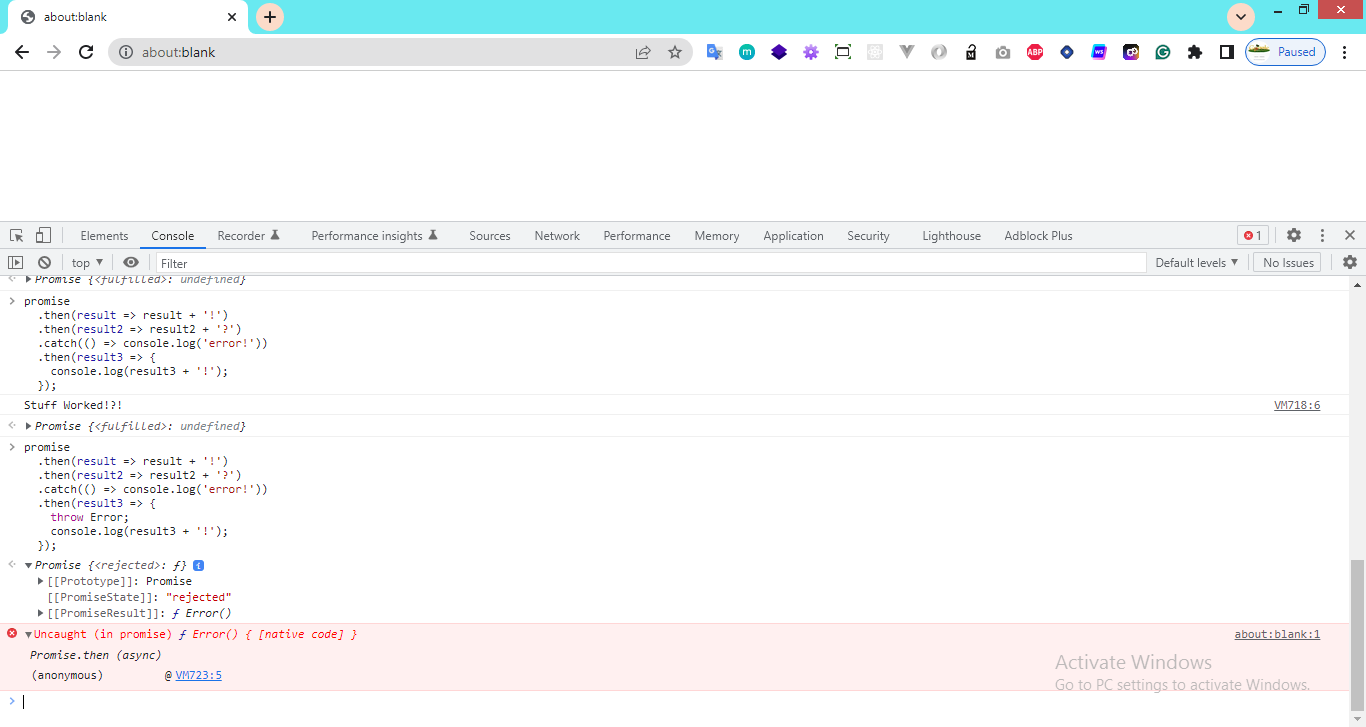 about:blank
about:blank
ABP
Paused
Elements Console Recorder Performance insights Sources Network Performance Memory Application Security Lighthouse Adblock Plus 1
top Filter Default levels No Issues
Promise {<fulfilled>: undefined}
promise
.then(result => result + '!')
.then(result2 => result2 + '?')
.catch(() => console.log('error!'))
.then(result3 => {
console.log(result3 + '!');
});
Stuff Worked!?! VM718:6
Promise {<fulfilled>: undefined}
promise
.then(result => result + '!')
.then(result2 => result2 + '?')
.catch(() => console.log('error!'))
.then(result3 => {
throw Error;
console.log(result3 + '!');
});
Promise {<rejected>: ƒ} i
[[Prototype]]: Promise
[[PromiseState]]: "rejected"
[[PromiseResult]]: ƒ Error()
Uncaught (in promise) ƒ Error() { [native code] } about:blank:1
Promise.then (async)
(anonymous) @ VM723:5
Activate Windows
Go to PC settings to activate Windows.